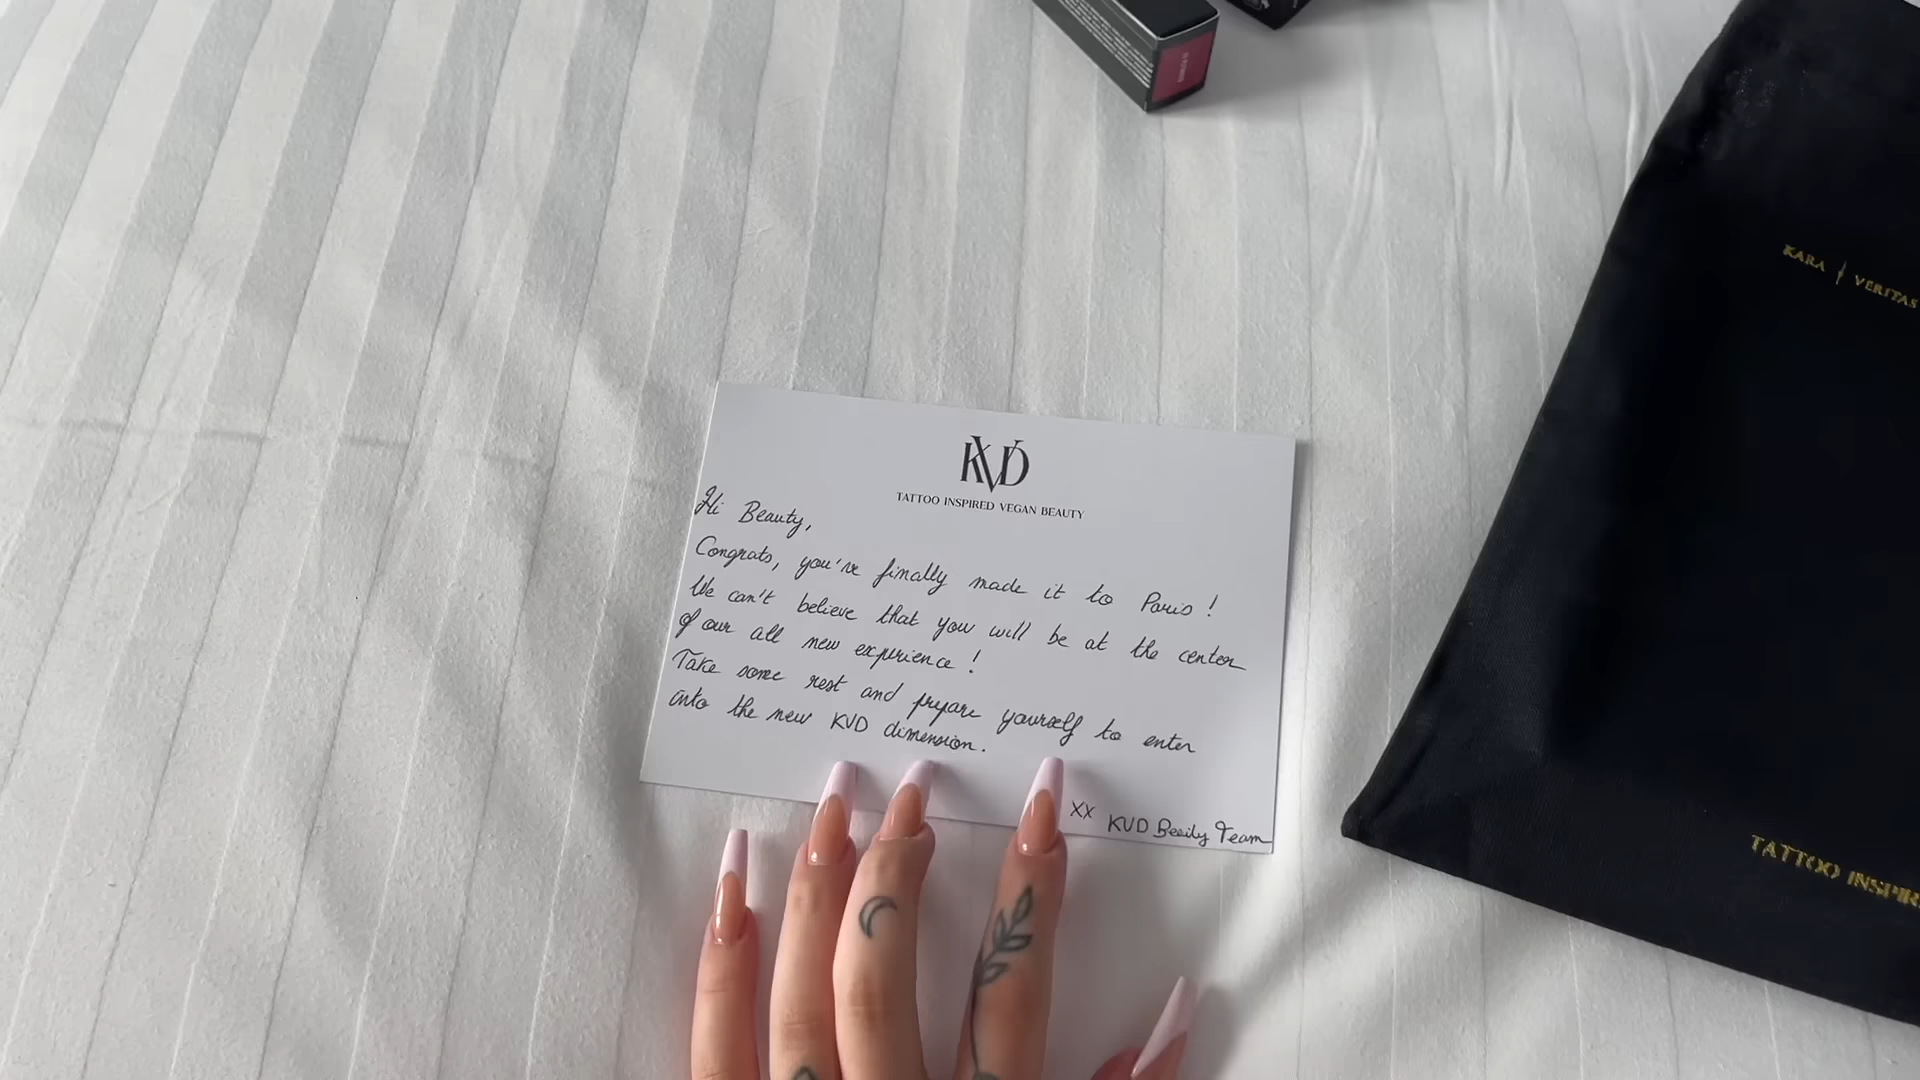 KVD
TATTOO INSPIRED VEGAN BEAUTY
Hi Beauty,
Congrats, you've finally made it to Paris !
We can't believe that you will be at the center
of our all new experience !
Take some rest and prepare yourself to enter
into the new KVD dimension.
XX KVD Beauty Team
KARA VERITAS
TATTOO INSPIR